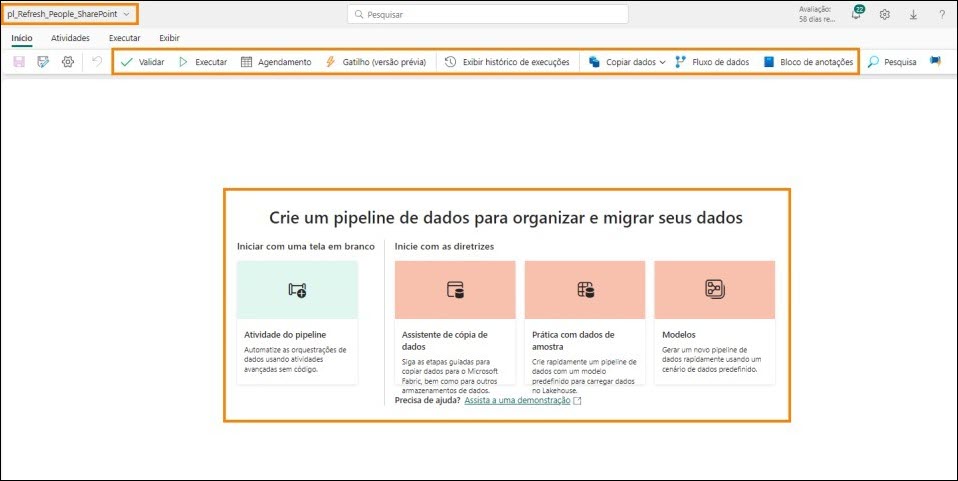 pl_Refresh_People_SharePoint
Pesquisar
Avaliação:
58 dias re...
22
?
Início Atividades Executar Exibir
Validar Executar Agendamento Gatilho (versão prévia) Exibir histórico de execuções Copiar dados Fluxo de dados Bloco de anotações Pesquisa
Crie um pipeline de dados para organizar e migrar seus dados
Iniciar com uma tela em branco
Inicie com as diretrizes
Atividade do pipeline
Automatize as orquestrações de
dados usando atividades
avançadas sem código.
Assistente de cópia de
dados
Siga as etapas guiadas para
copiar dados para o Microsoft
Fabric, bem como para outros
armazenamentos de dados.
Prática com dados de
amostra
Crie rapidamente um pipeline de
dados com um modelo
predefinido para carregar dados
no Lakehouse.
Modelos
Gerar um novo pipeline de
dados rapidamente usando um
cenário de dados predefinido.
Precisa de ajuda? Assista a uma demonstração